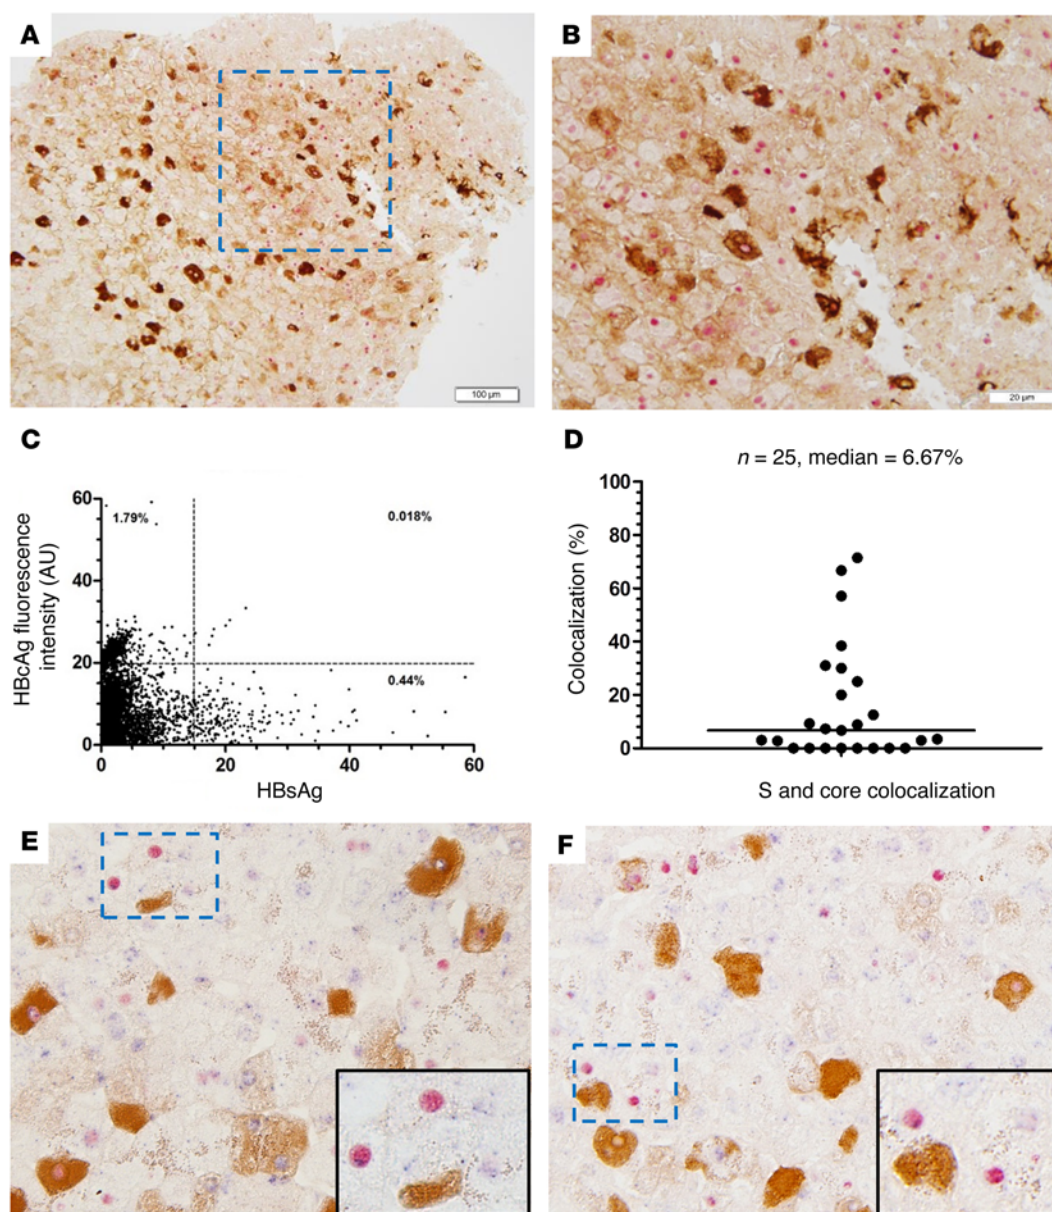 A
B
100 µm
20 µm
C
D
n = 25, median = 6.67%
HBcAg fluorescence
intensity (AU)
60
40
20
0
1.79%
0.018%
0.44%
0
20
40
60
HBsAg
Colocalization (%)
100
80
60
40
20
0
S and core colocalization
E
F